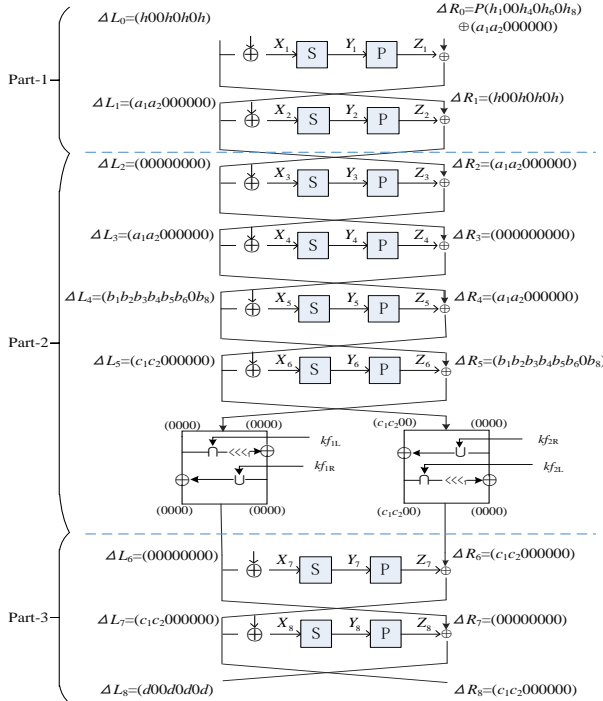 ΔL₀=(h00h0h0h)
ΔR₀=P(h₁00h₄0h₆0h₈)
⊕(a₁a₂000000)
X₁ S Y₁ P Z₁
Part-1
ΔL₁=(a₁a₂000000)
ΔR₁=(h00h0h0h)
X₂ S Y₂ P Z₂
ΔL₂=(00000000)
ΔR₂=(a₁a₂000000)
X₃ S Y₃ P Z₃
ΔL₃=(a₁a₂000000)
ΔR₃=(000000000)
X₄ S Y₄ P Z₄
ΔL₄=(b₁b₂b₃b₄b₅b₆0b₈)
ΔR₄=(a₁a₂000000)
X₅ S Y₅ P Z₅
Part-2
ΔL₅=(c₁c₂000000)
ΔR₅=(b₁b₂b₃b₄b₅b₆0b₈)
X₆ S Y₆ P Z₆
(0000) (0000)
(c₁c₂00) (0000)
∩ <<<₁ kf₁L
∪ kf₁R
∪ kf₂R
∩ <<<₁ kf₂L
(0000) (0000)
(c₁c₂00) (0000)
ΔL₆=(00000000)
ΔR₆=(c₁c₂000000)
X₇ S Y₇ P Z₇
Part-3
ΔL₇=(c₁c₂000000)
ΔR₇=(00000000)
X₈ S Y₈ P Z₈
ΔL₈=(d00d0d0d)
ΔR₈=(c₁c₂000000)